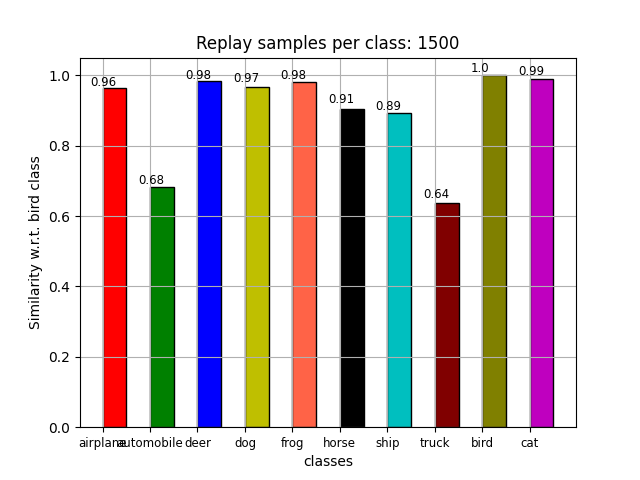 Replay samples per class: 1500
Similarity w.r.t. bird class
1.0
0.8
0.6
0.4
0.2
0.0
0.96
0.68
0.98
0.97
0.98
0.91
0.89
0.64
1.0
0.99
airplane
automobile
deer
dog
frog
horse
ship
truck
bird
cat
classes